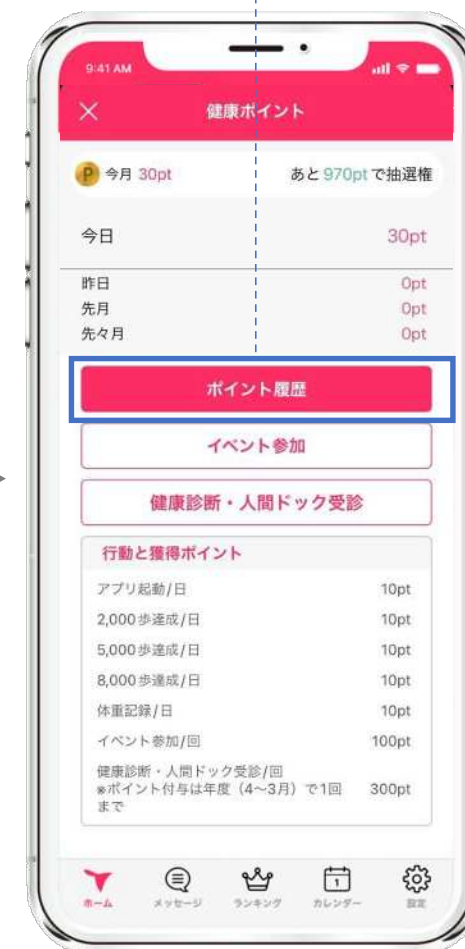 9:41 AM
健康ポイント
P 今月 30pt あと970ptで抽選権
今日 30pt
昨日 0pt
先月 0pt
先々月 0pt
ポイント履歴
イベント参加
健康診断・人間ドック受診
行動と獲得ポイント
アプリ起動/日 10pt
2,000歩達成/日 10pt
5,000歩達成/日 10pt
8,000歩達成/日 10pt
体重記録/日 10pt
イベント参加/回 100pt
健康診断・人間ドック受診/回
※ポイント付与は年度（4〜3月）で1回 300pt
まで
1
ホーム メッセージ ランキング カレンダー 設定